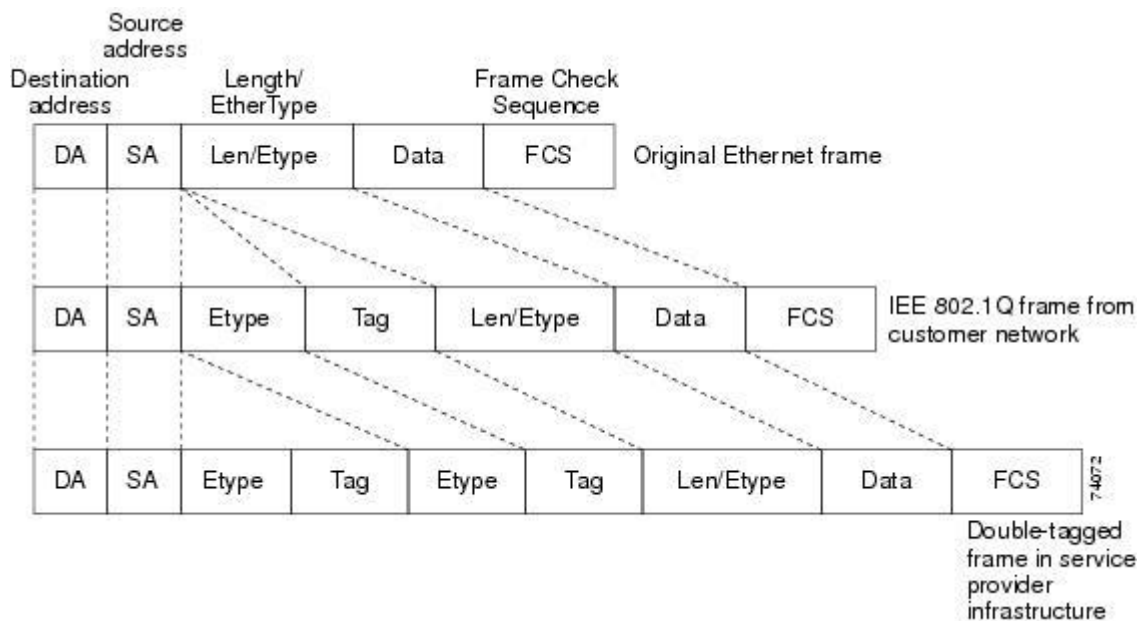 Source
address
Destination
address
Length/
EtherType
Frame Check
Sequence
DA SA Len/Etype Data FCS Original Ethernet frame
DA SA Etype Tag Len/Etype Data FCS
IEE 802.1Q frame from
customer network
DA SA Etype Tag Etype Tag Len/Etype Data FCS
74072
Double-tagged
frame in service
provider
infrastructure